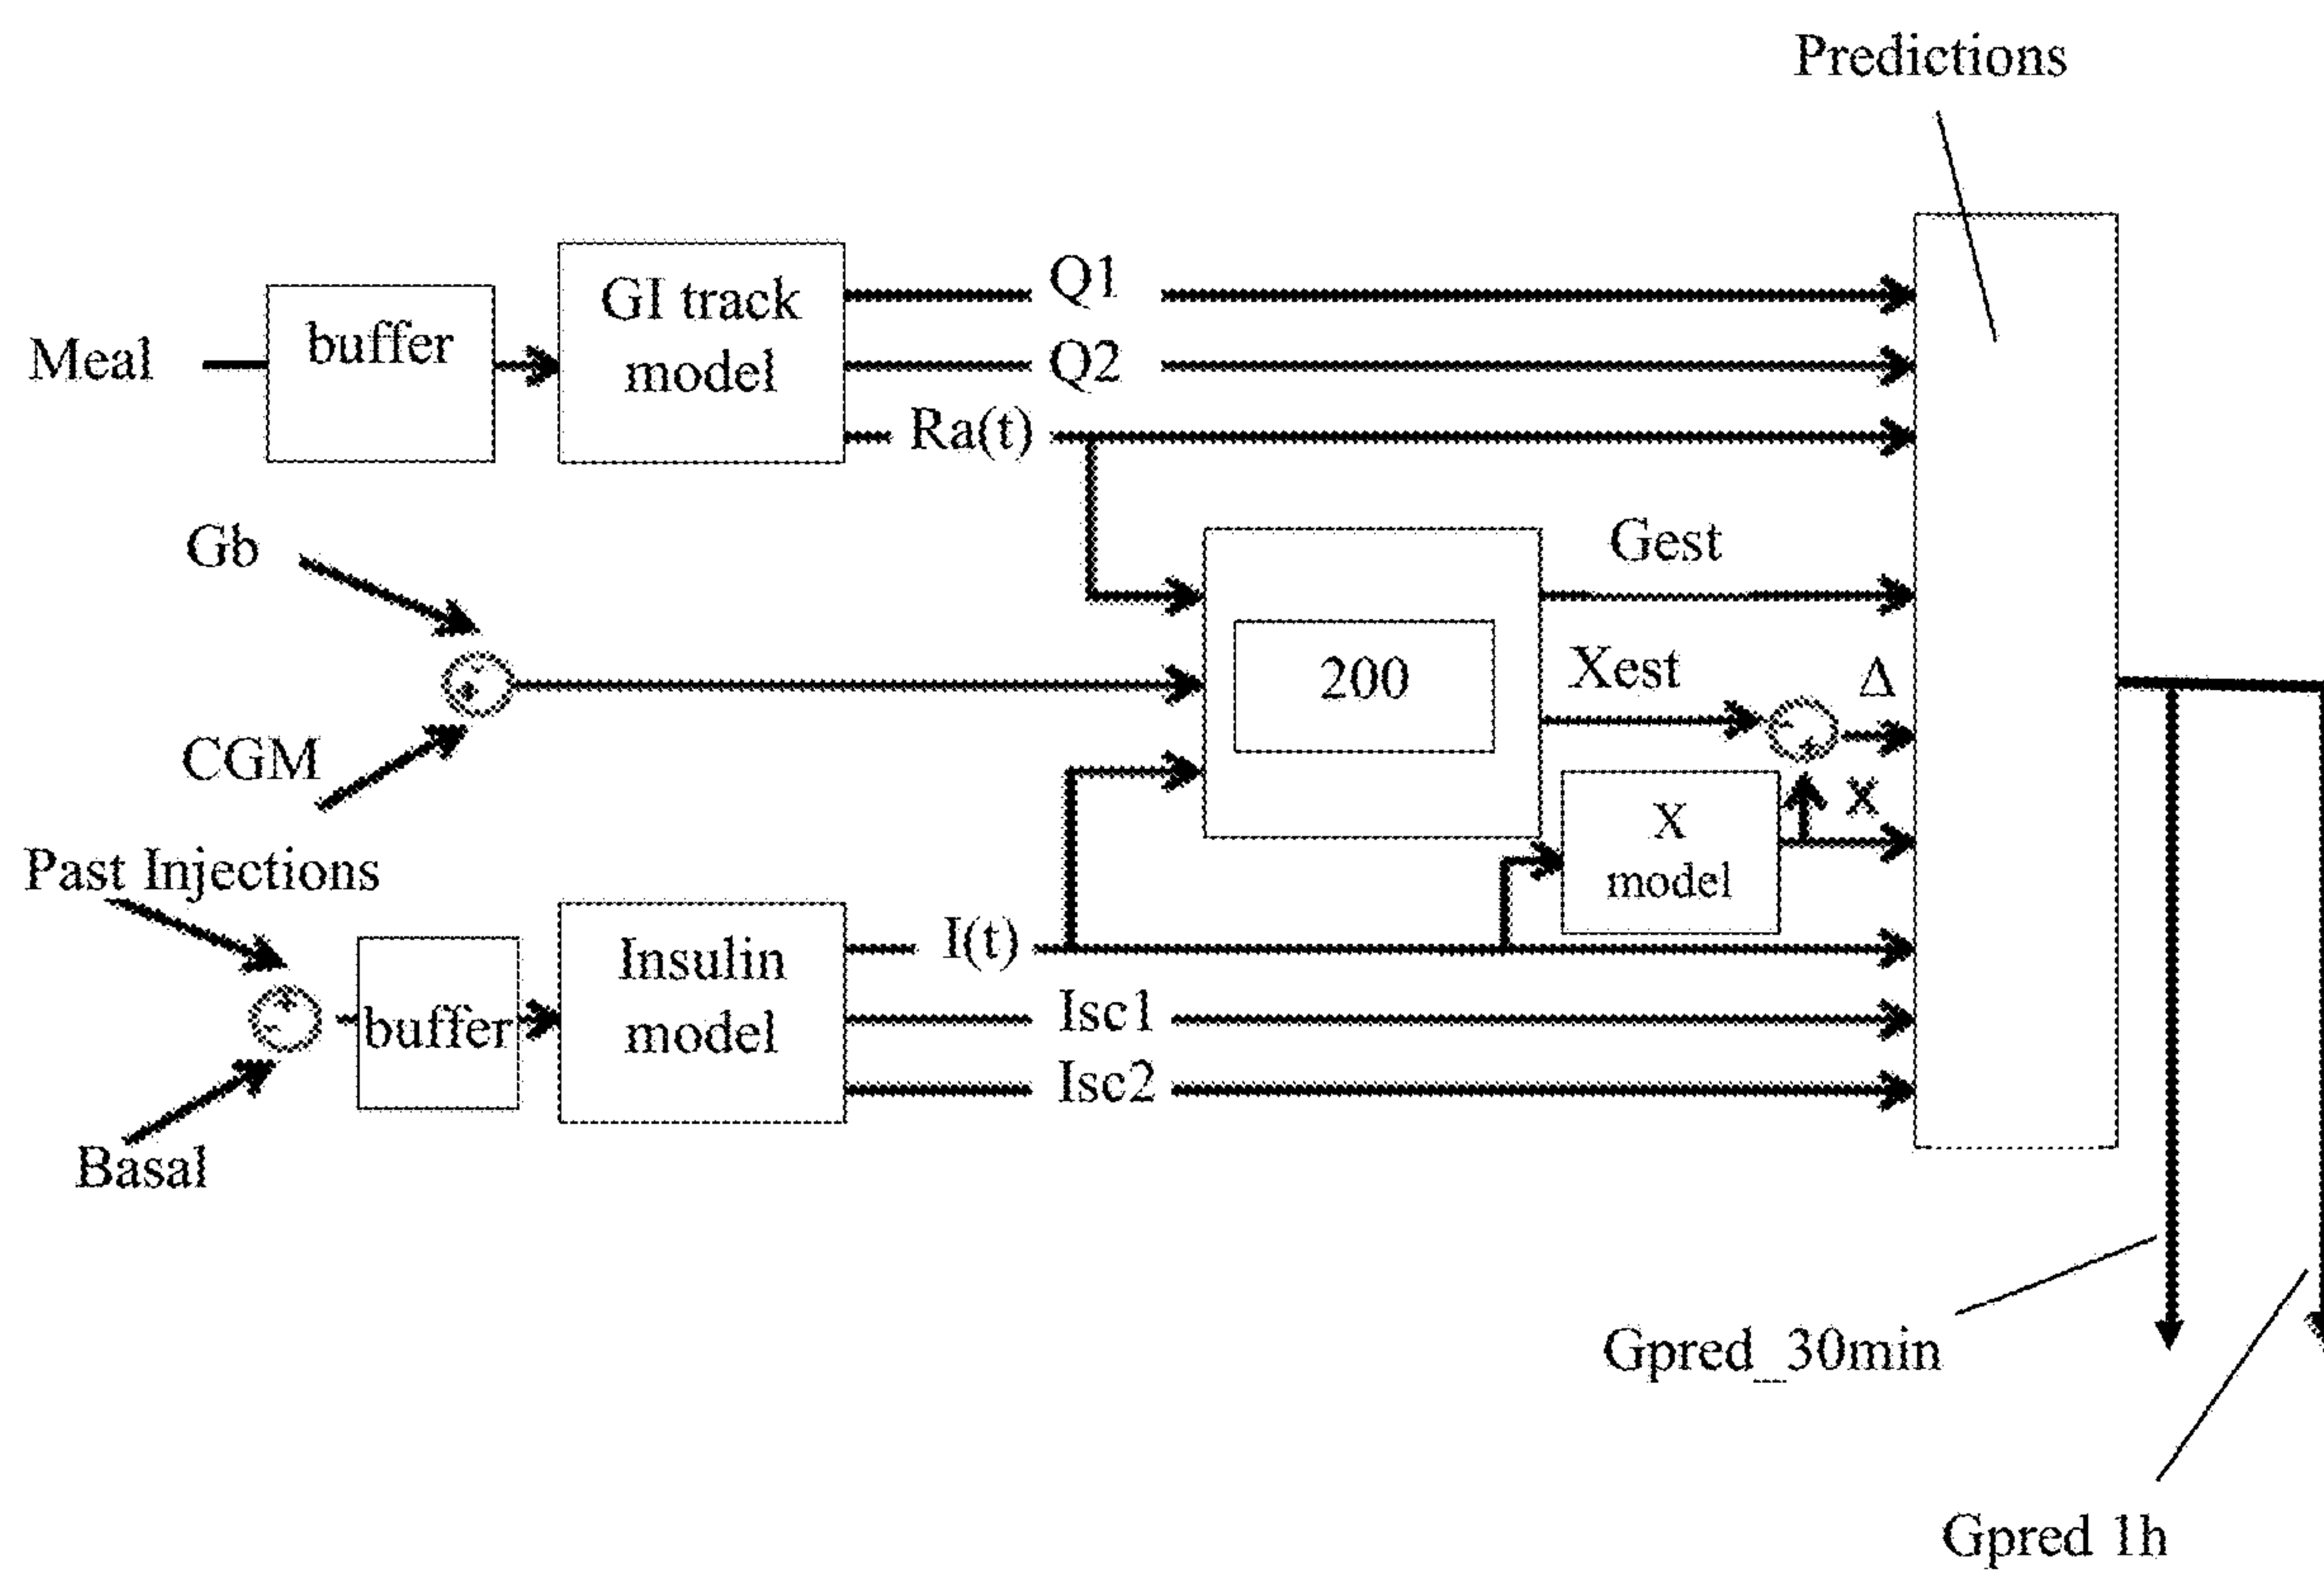 Predictions
Meal
buffer
GI track
model
Q1
Q2
Ra(t)
Gb
CGM
200
Gest
Xest
Δ
X
model
x
Past Injections
Basal
buffer
Insulin
model
I(t)
Isc1
Isc2
Gpred_30min
Gpred 1h